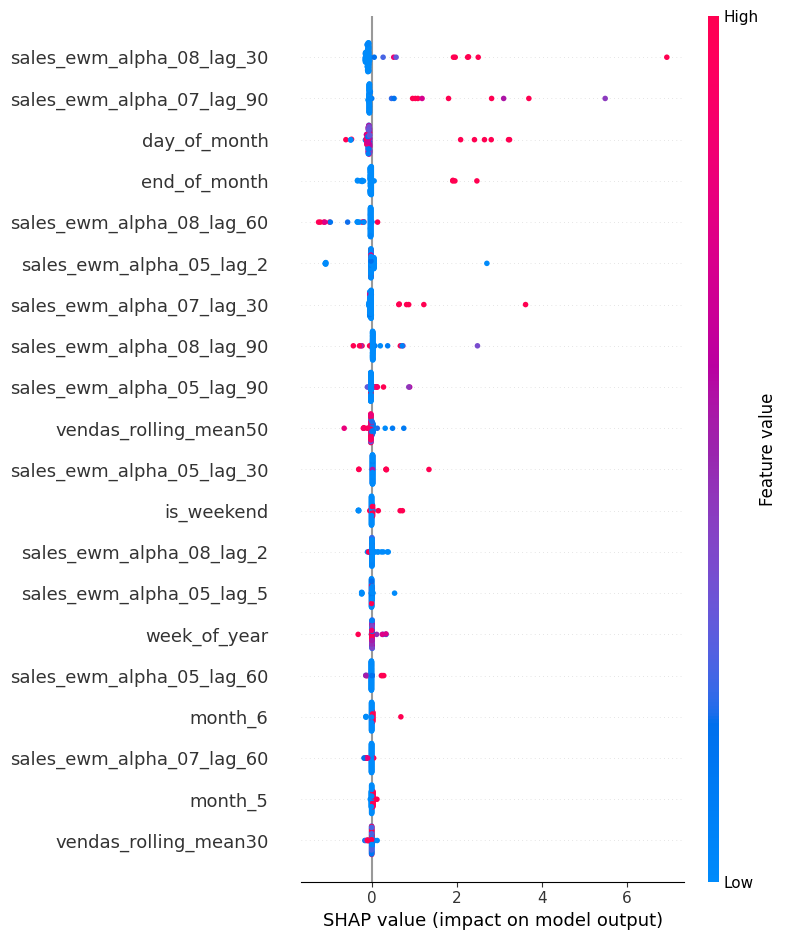 High
sales_ewm_alpha_08_lag_30
sales_ewm_alpha_07_lag_90
day_of_month
end_of_month
sales_ewm_alpha_08_lag_60
sales_ewm_alpha_05_lag_2
sales_ewm_alpha_07_lag_30
sales_ewm_alpha_08_lag_90
sales_ewm_alpha_05_lag_90
vendas_rolling_mean50
sales_ewm_alpha_05_lag_30
is_weekend
sales_ewm_alpha_08_lag_2
sales_ewm_alpha_05_lag_5
week_of_year
sales_ewm_alpha_05_lag_60
month_6
sales_ewm_alpha_07_lag_60
month_5
vendas_rolling_mean30
Feature value
Low
0 2 4 6
SHAP value (impact on model output)